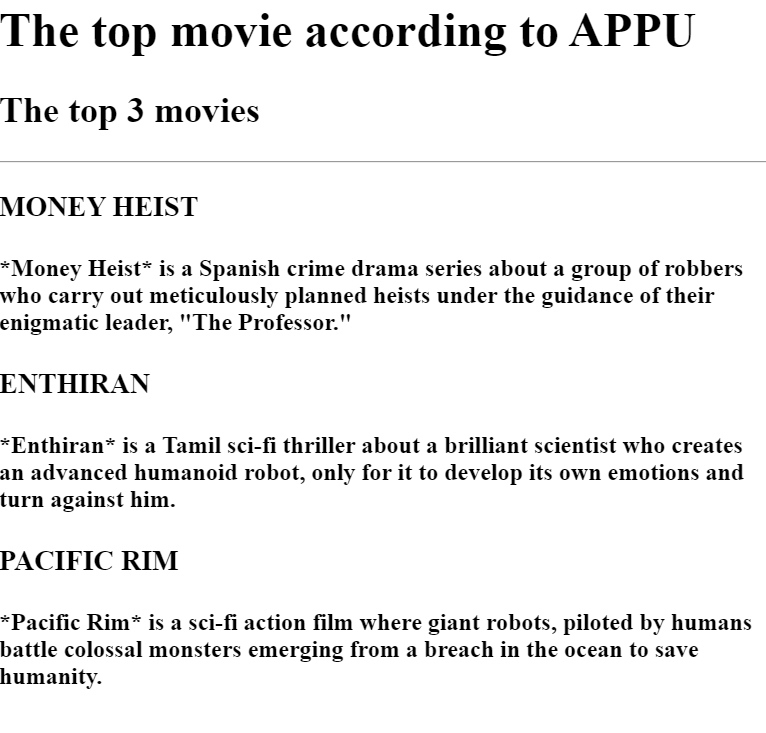 The top movie according to APPU
The top 3 movies
MONEY HEIST
*Money Heist* is a Spanish crime drama series about a group of robbers
who carry out meticulously planned heists under the guidance of their
enigmatic leader, "The Professor."
ENTHIRAN
*Enthiran* is a Tamil sci-fi thriller about a brilliant scientist who creates
an advanced humanoid robot, only for it to develop its own emotions and
turn against him.
PACIFIC RIM
*Pacific Rim* is a sci-fi action film where giant robots, piloted by humans
battle colossal monsters emerging from a breach in the ocean to save
humanity.